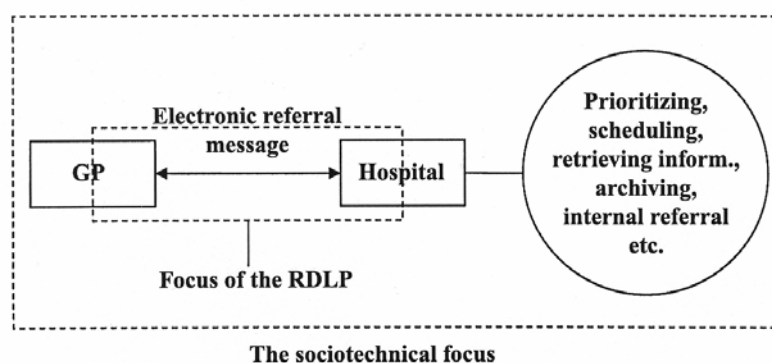 Electronic referral
message
GP
Hospital
Prioritizing,
scheduling,
retrieving inform.,
archiving,
internal referral
etc.
Focus of the RDLP
The sociotechnical focus